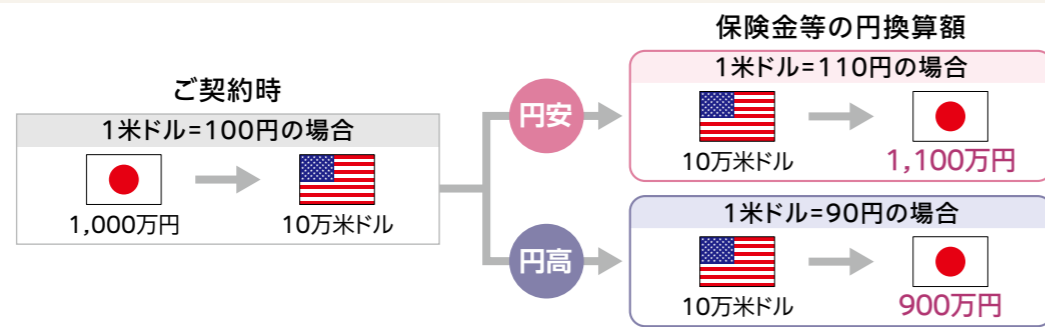 ご契約時
1米ドル=100円の場合
1,000万円
10万米ドル
円安
円高
保険金等の円換算額
1米ドル=110円の場合
10万米ドル
1,100万円
1米ドル=90円の場合
10万米ドル
900万円